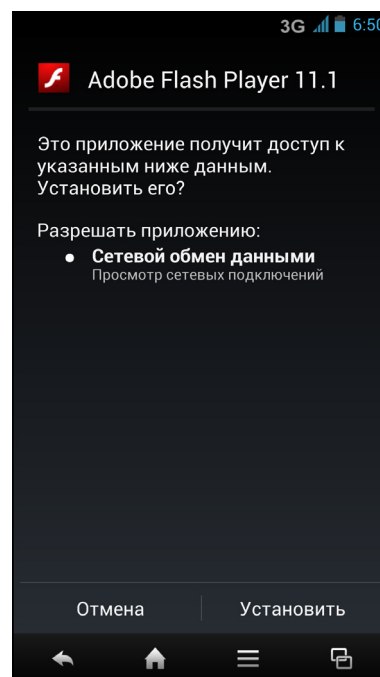 3G 6:50
Adobe Flash Player 11.1
Это приложение получит доступ к
указанным ниже данным.
Установить его?
Разрешать приложению:
● Сетевой обмен данными
Просмотр сетевых подключений
Отмена Установить